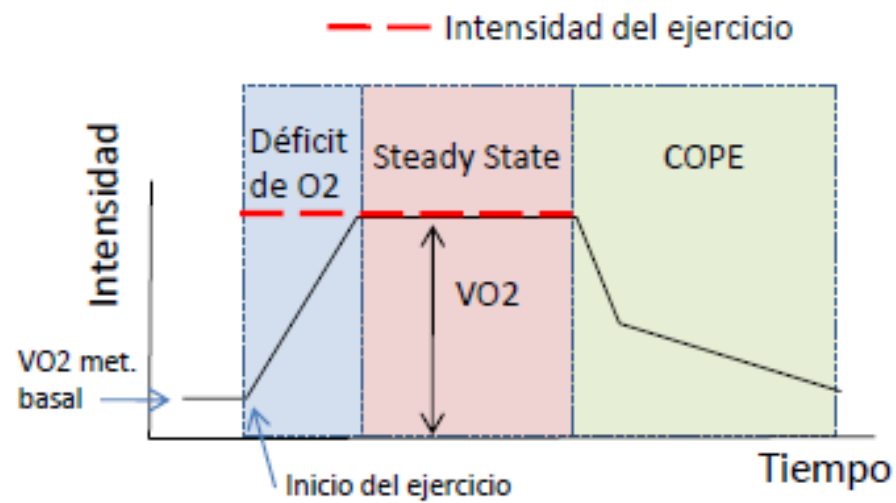 Intensidad del ejercicio
Déficit
de O2
Steady State
COPE
Intensidad
VO2
VO2 met.
basal
Inicio del ejercicio
Tiempo